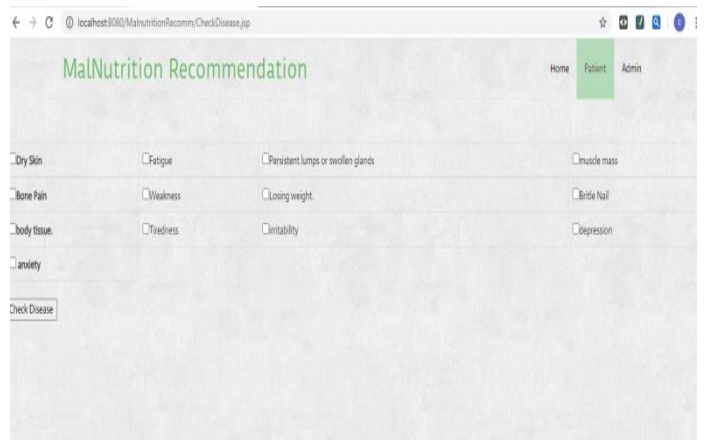 localhost:8080/MalnutritionRecomm/CheckDisease.jsp
MalNutrition Recommendation
Home Patient Admin
Dry Skin Fatigue Persistent lumps or swollen glands muscle mass
Bone Pain Weakness Losing weight. Britle Nail
body tissue. Tiredness irritability depression
anxiety
Check Disease